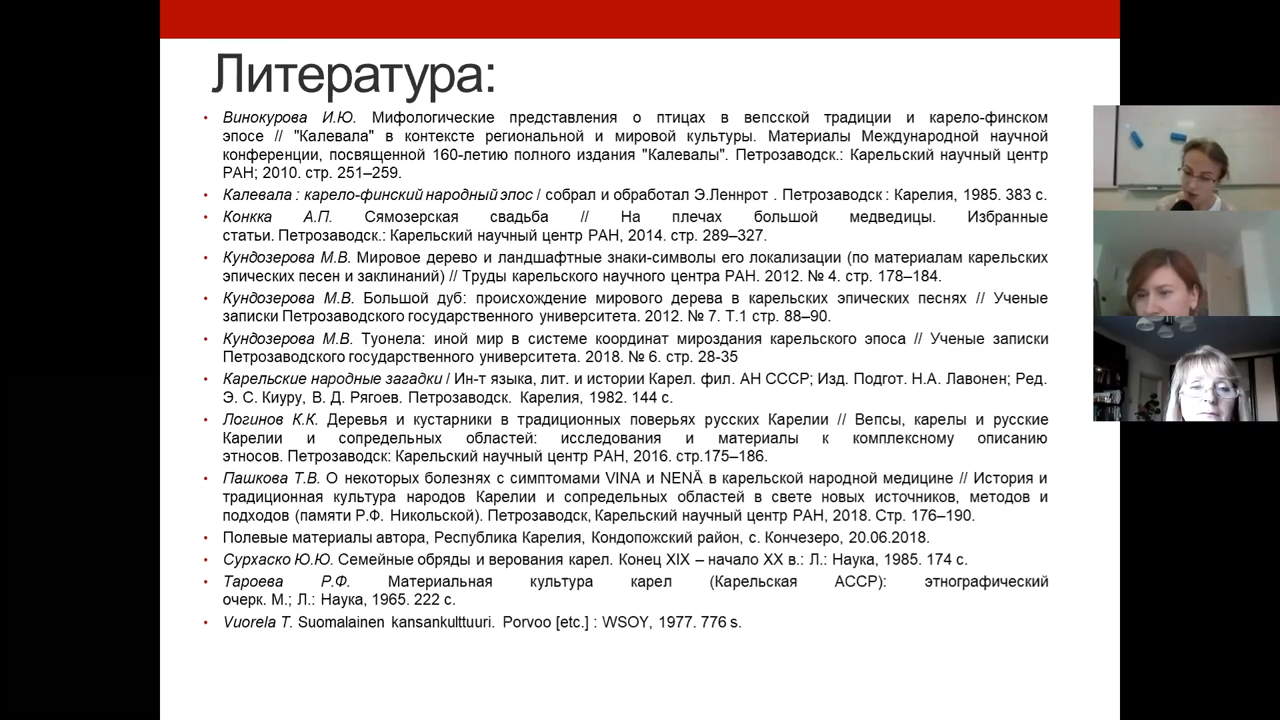 Литература:
• Винокурова И.Ю. Мифологические представления о птицах в вепсской традиции и карело-финском
эпосе // "Калевала" в контексте региональной и мировой культуры. Материалы Международной научной
конференции, посвященной 160-летию полного издания "Калевалы". Петрозаводск.: Карельский научный центр
РАН; 2010. стр. 251–259.
• Калевала : карело-финский народный эпос / собрал и обработал Э.Леннрот . Петрозаводск : Карелия, 1985. 383 с.
• Конкка А.П. Сямозерская свадьба // На плечах большой медведицы. Избранные
статьи. Петрозаводск.: Карельский научный центр РАН, 2014. стр. 289–327.
• Кундозерова М.В. Мировое дерево и ландшафтные знаки-символы его локализации (по материалам карельских
эпических песен и заклинаний) // Труды карельского научного центра РАН. 2012. № 4. стр. 178–184.
• Кундозерова М.В. Большой дуб: происхождение мирового дерева в карельских эпических песнях // Ученые
записки Петрозаводского государственного университета. 2012. № 7. Т.1 стр. 88–90.
• Кундозерова М.В. Туонела: иной мир в системе координат мироздания карельского эпоса // Ученые записки
Петрозаводского государственного университета. 2018. № 6. стр. 28-35
• Карельские народные загадки / Ин-т языка, лит. и истории Карел. фил. АН СССР; Изд. Подгот. Н.А. Лавонен; Ред.
Э. С. Киуру, В. Д. Рягоев. Петрозаводск. Карелия, 1982. 144 с.
• Логинов К.К. Деревья и кустарники в традиционных поверьях русских Карелии // Вепсы, карелы и русские
Карелии и сопредельных областей: исследования и материалы к комплексному описанию
этносов. Петрозаводск: Карельский научный центр РАН, 2016. стр.175–186.
• Пашкова Т.В. О некоторых болезнях с симптомами VINA и NENÄ в карельской народной медицине // История и
традиционная культура народов Карелии и сопредельных областей в свете новых источников, методов и
подходов (памяти Р.Ф. Никольской). Петрозаводск, Карельский научный центр РАН, 2018. Стр. 176–190.
• Полевые материалы автора, Республика Карелия, Кондопожский район, с. Кончезеро, 20.06.2018.
• Сурхаско Ю.Ю. Семейные обряды и верования карел. Конец XIX – начало XX в.: Л.: Наука, 1985. 174 с.
• Тароева Р.Ф. Материальная культура карел (Карельская АССР): этнографический
очерк. М.; Л.: Наука, 1965. 222 с.
• Vuorela T. Suomalainen kansankulttuuri. Porvoo [etc.] : WSOY, 1977. 776 s.